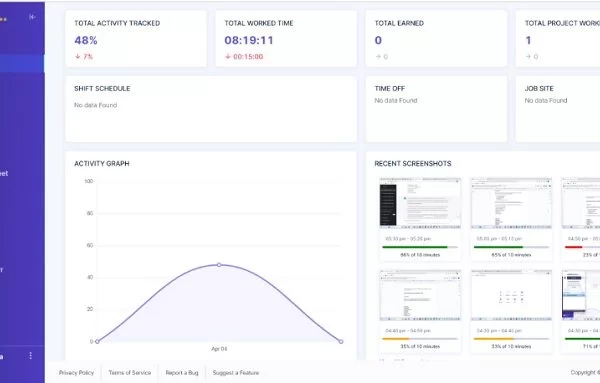 TOTAL ACTIVITY TRACKED
48%
↓ 7%
TOTAL WORKED TIME
08:19:11
↓ 00:15:00
TOTAL EARNED
0
→ 0
TOTAL PROJECT WORK
1
→ 0
SHIFT SCHEDULE
No data Found
TIME OFF
No data Found
JOB SITE
No data Found
ACTIVITY GRAPH
100
80
60
40
20
0
Apr 04
RECENT SCREENSHOTS
05:20 pm - 05:30 pm
86% of 10 minutes
05:00 pm - 05:10 pm
65% of 10 minutes
04:50 pm - 05
23% of
04:40 pm - 04:50 pm
35% of 10 minutes
04:30 pm - 04:40 pm
33% of 10 minutes
71% of
eet
a
Privacy Policy
Terms of Service
Report a Bug
Suggest a Feature
Copyright ©